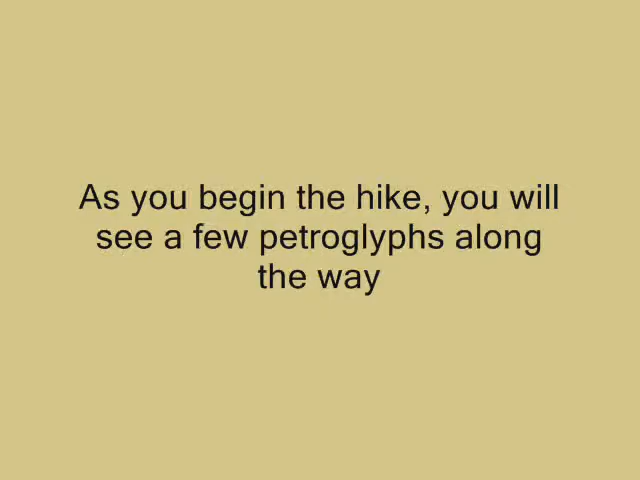 As you begin the hike, you will
see a few petroglyphs along
the way